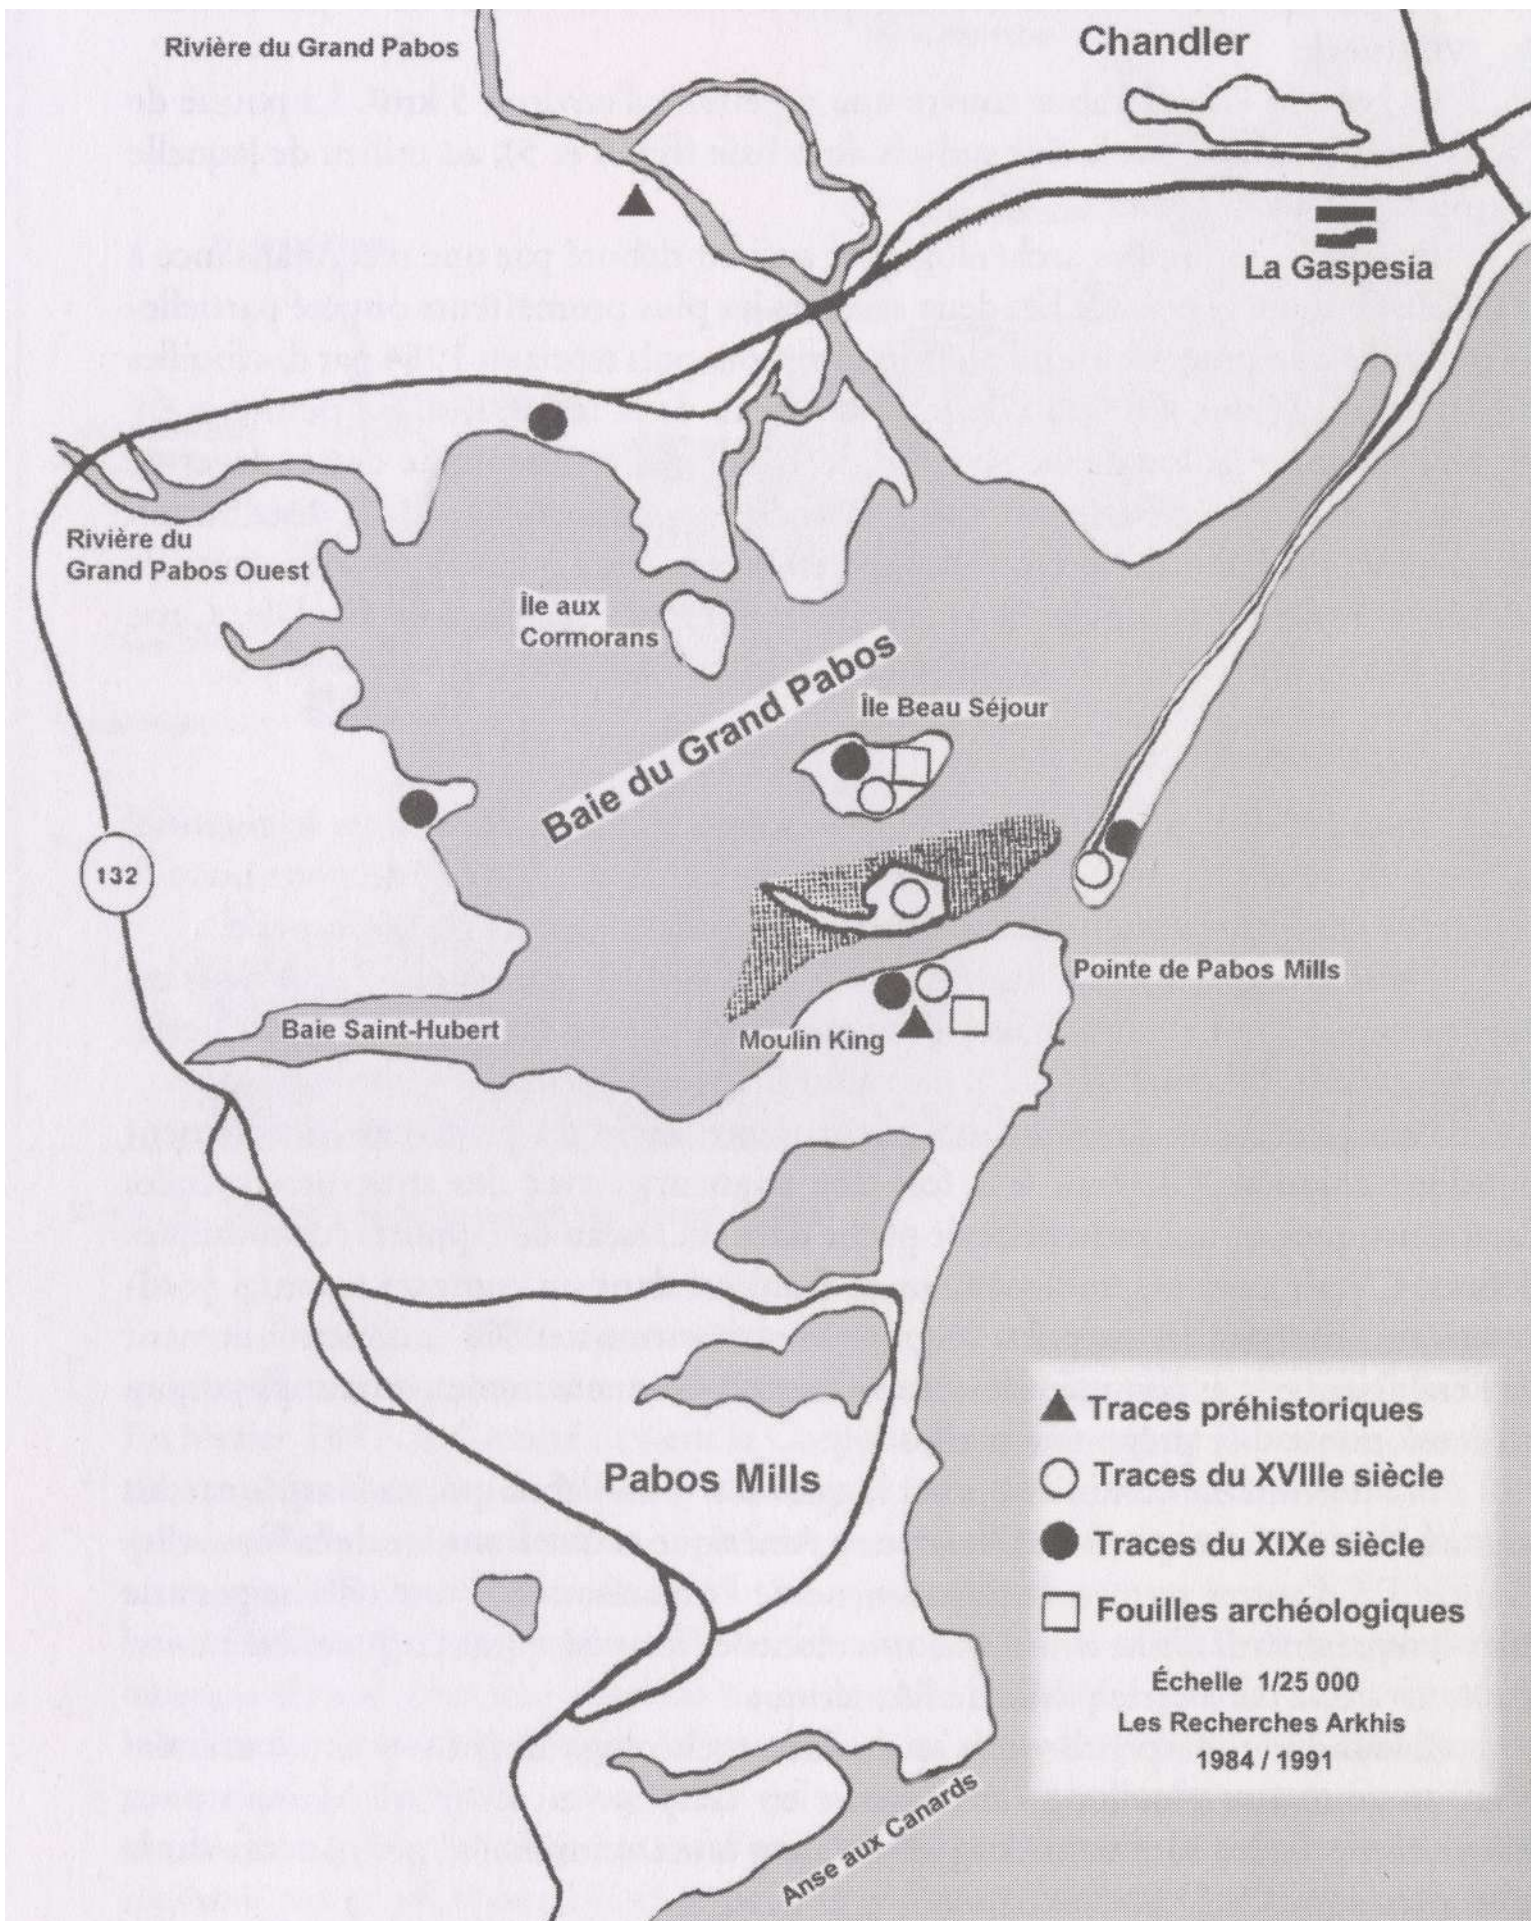 Rivière du Grand Pabos
Chandler
La Gaspesia
Rivière du
Grand Pabos Ouest
Île aux
Cormorans
Baie du Grand Pabos
Île Beau Séjour
132
Pointe de Pabos Mills
Baie Saint-Hubert
Moulin King
Pabos Mills
Traces préhistoriques
Traces du XVIIIe siècle
Traces du XIXe siècle
Fouilles archéologiques
Échelle 1/25 000
Les Recherches Arkhis
1984 / 1991
Anse aux Canards